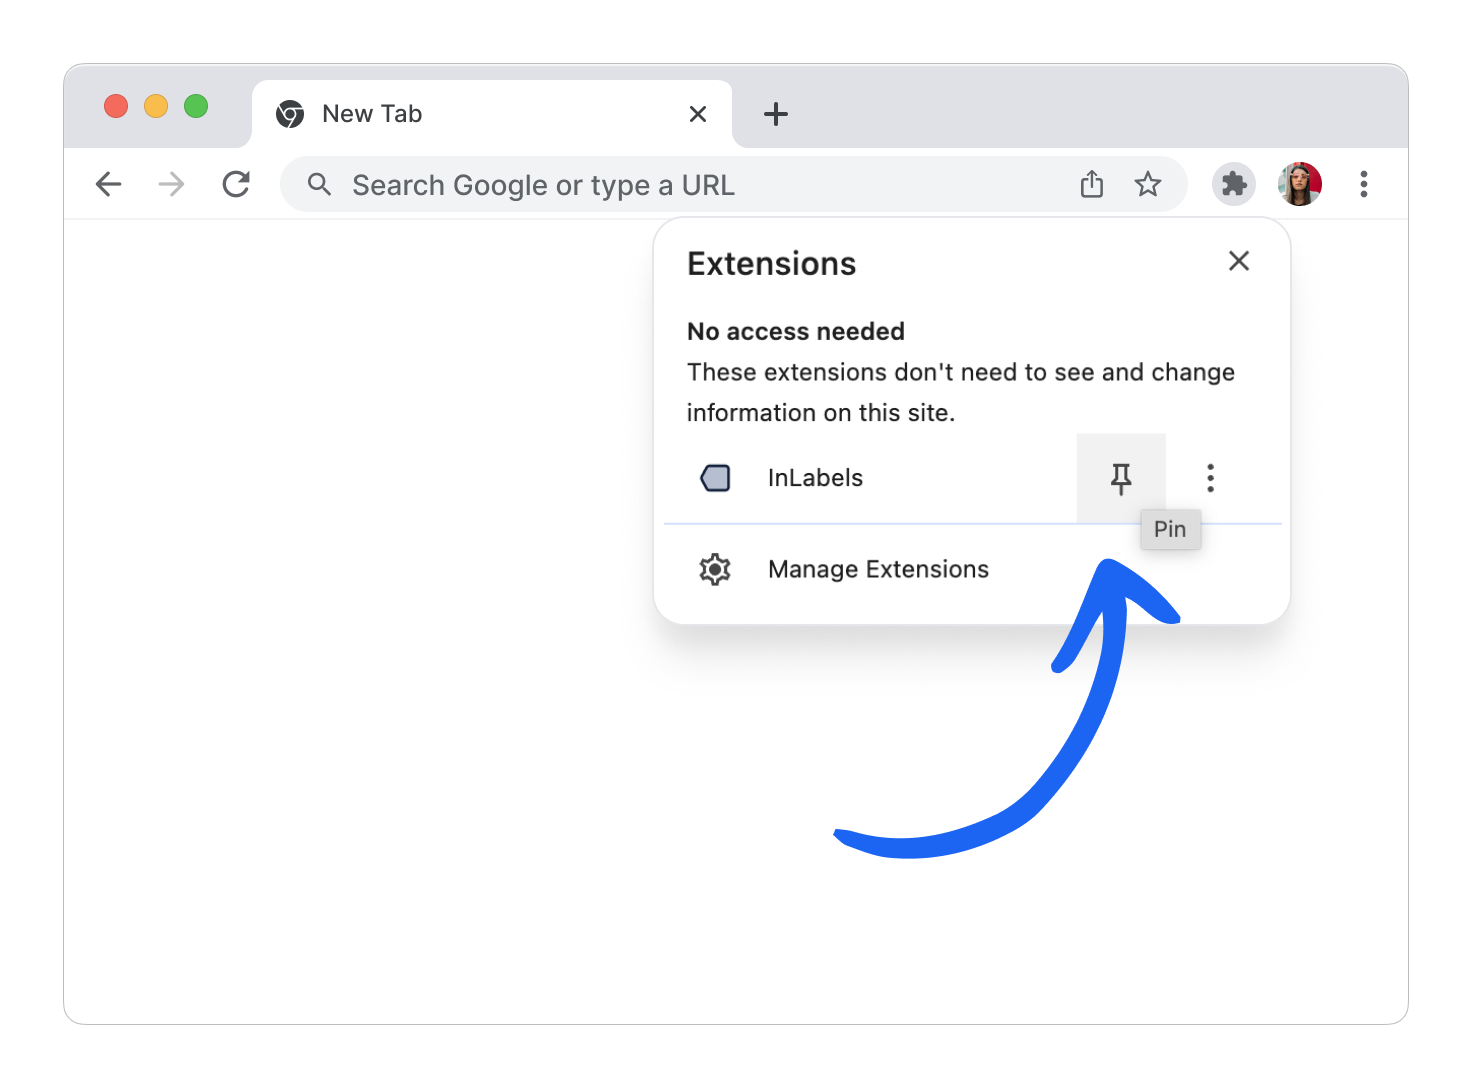 New Tab
Search Google or type a URL
Extensions
No access needed
These extensions don't need to see and change
information on this site.
InLabels
Pin
Manage Extensions